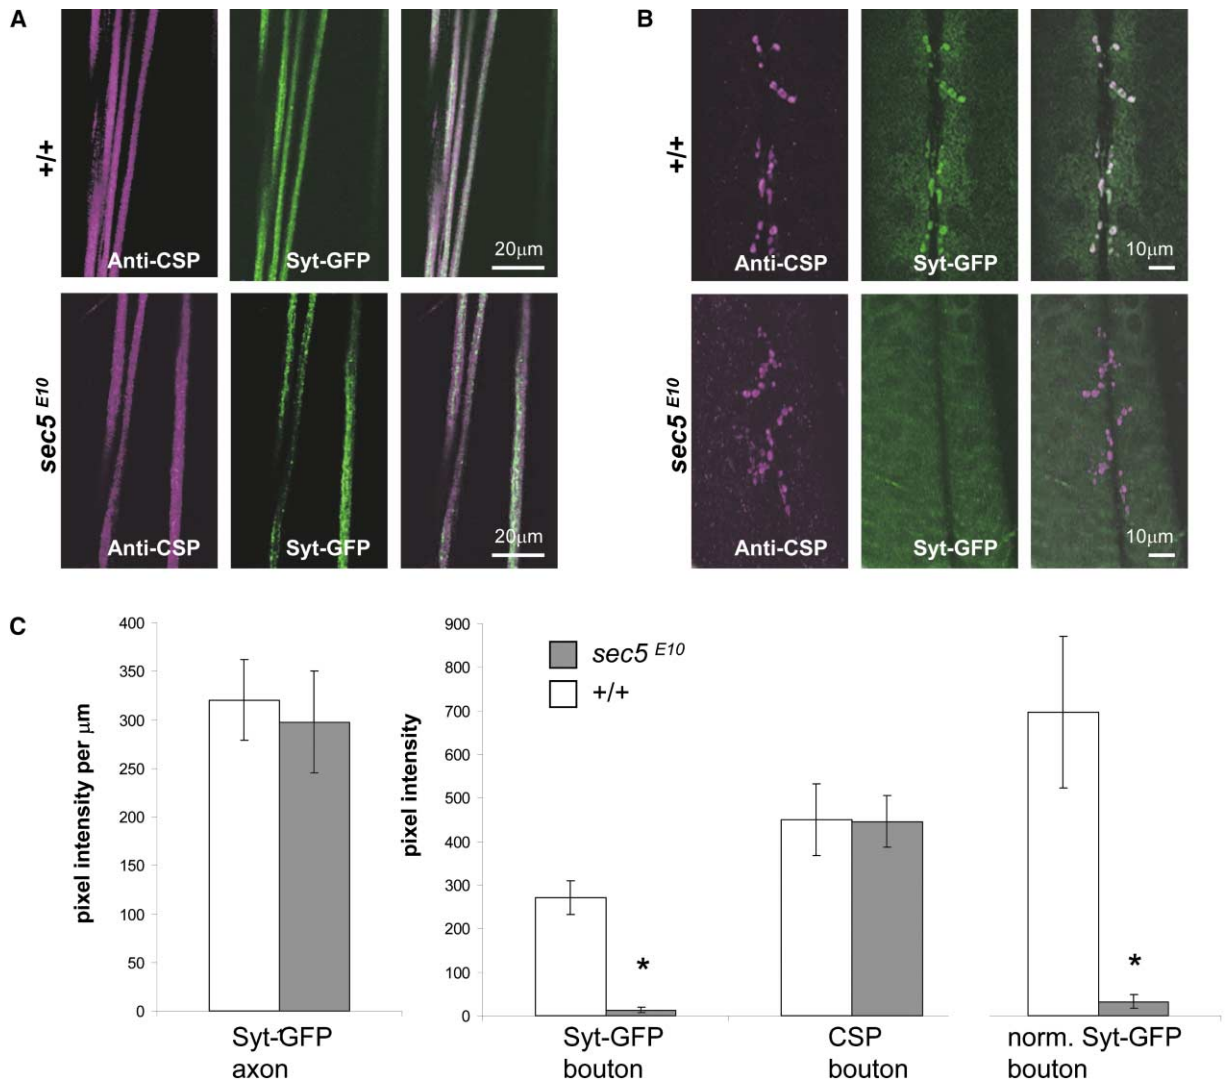 A
+/+
Anti-CSP
Syt-GFP
20μm
sec5 E10
Anti-CSP
Syt-GFP
20μm
B
+/+
Anti-CSP
Syt-GFP
10μm
sec5 E10
Anti-CSP
Syt-GFP
10μm
C
pixel intensity per μm
400
350
300
250
200
150
100
50
0
Syt-GFP
axon
pixel intensity
900
800
700
600
500
400
300
200
100
0
sec5 E10
+/+
*
*
Syt-GFP
bouton
CSP
bouton
norm. Syt-GFP
bouton